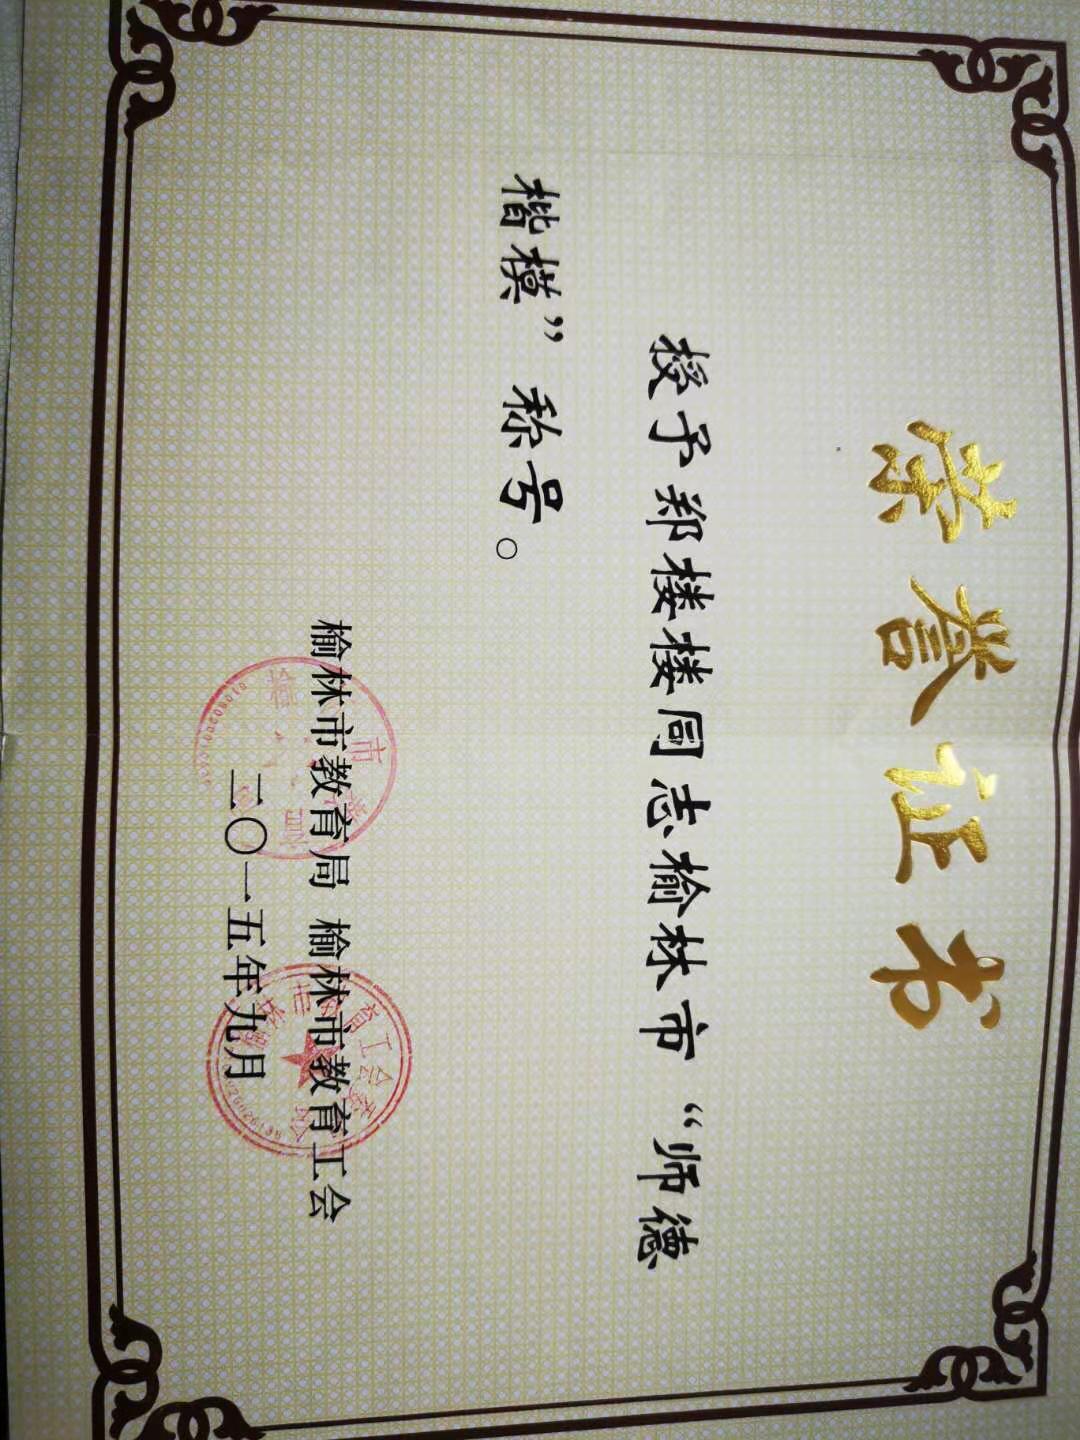 荣誉证书
授予郑楼楼同志榆林市“师德
楷模”称号。
榆林市教育局 榆林市教育工会
二〇一五年九月